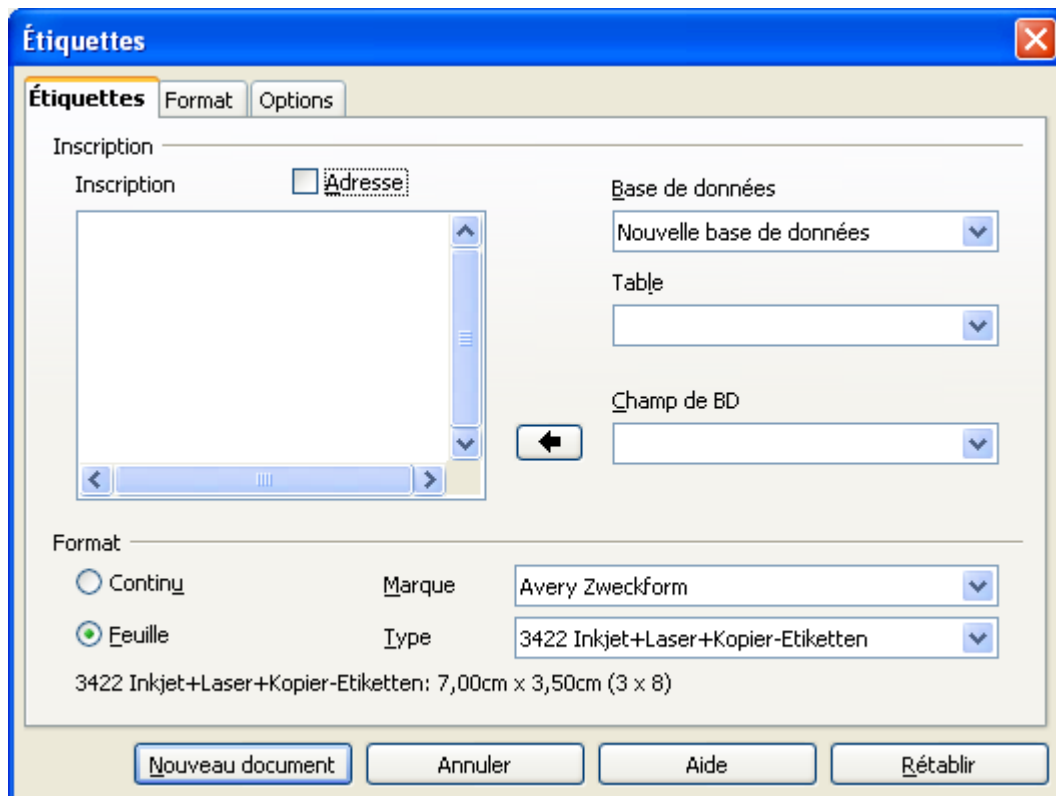 Étiquettes
Étiquettes Format Options
Inscription
Inscription Adresse
Base de données
Nouvelle base de données
Table
Champ de BD
Format
Continu Marque Avery Zweckform
Feuille Type 3422 Inkjet+Laser+Kopier-Etiketten
3422 Inkjet+Laser+Kopier-Etiketten: 7,00cm x 3,50cm (3 x 8)
Nouveau document Annuler Aide Rétablir